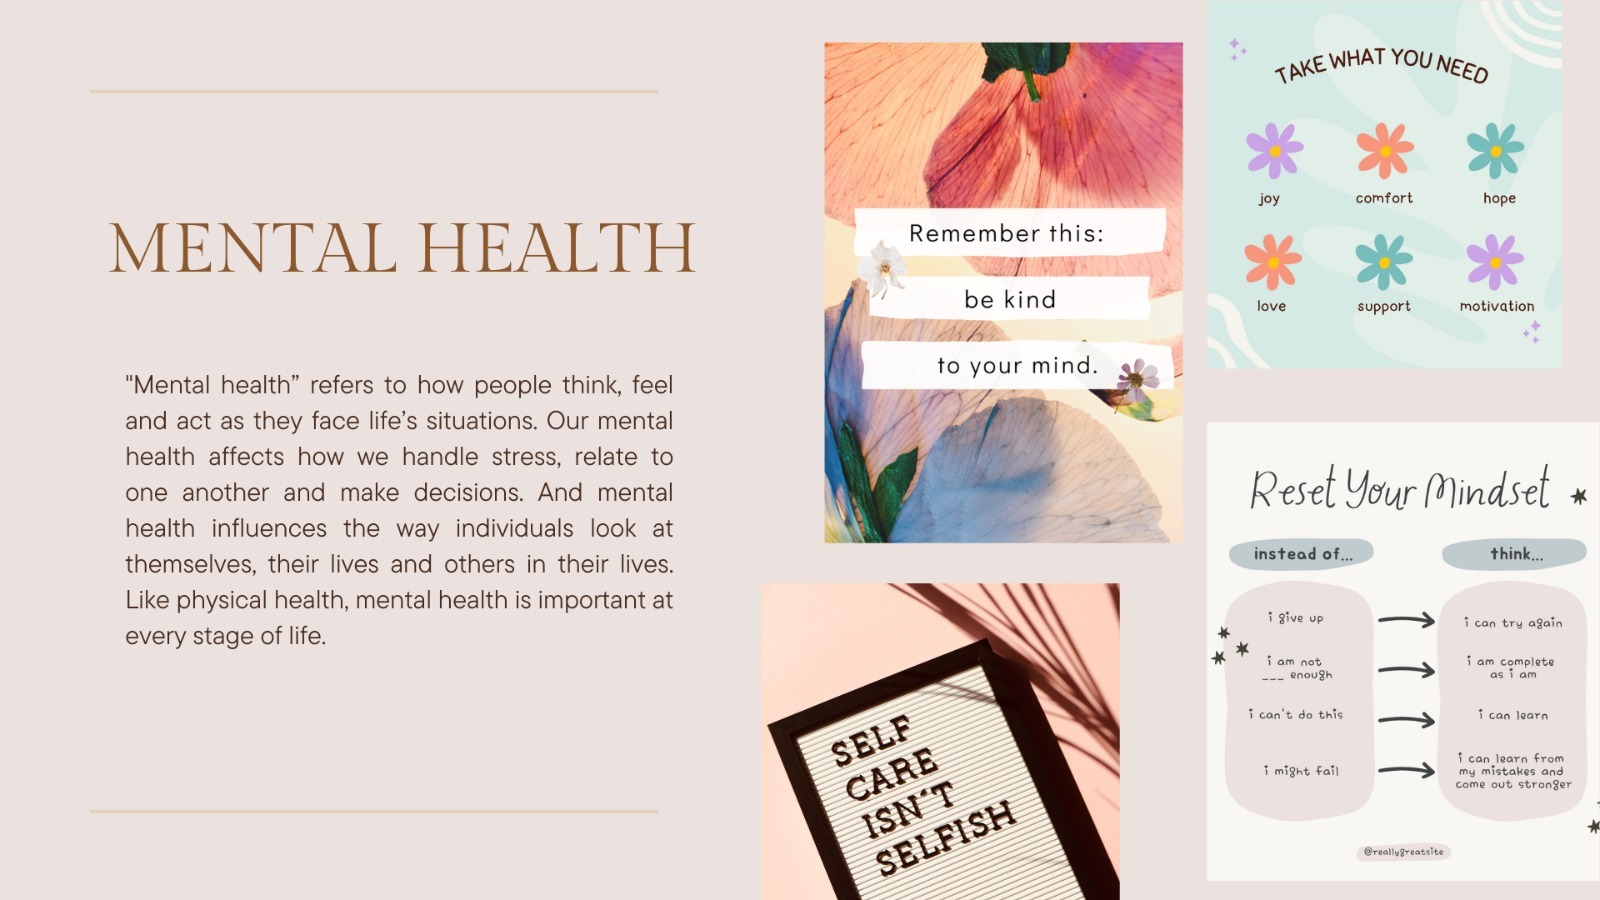 MENTAL HEALTH
"Mental health” refers to how people think, feel
and act as they face life’s situations. Our mental
health affects how we handle stress, relate to
one another and make decisions. And mental
health influences the way individuals look at
themselves, their lives and others in their lives.
Like physical health, mental health is important at
every stage of life.
Remember this:
be kind
to your mind.
TAKE WHAT YOU NEED
joy
comfort
hope
love
support
motivation
SELF
CARE
ISN'T
SELFISH
Reset Your Mindset
instead of...
think...
i give up
i can try again
i am not
___ enough
i am complete
as i am
i can't do this
i can learn
i might fail
i can learn from
my mistakes and
come out stronger
@reallygreatsite